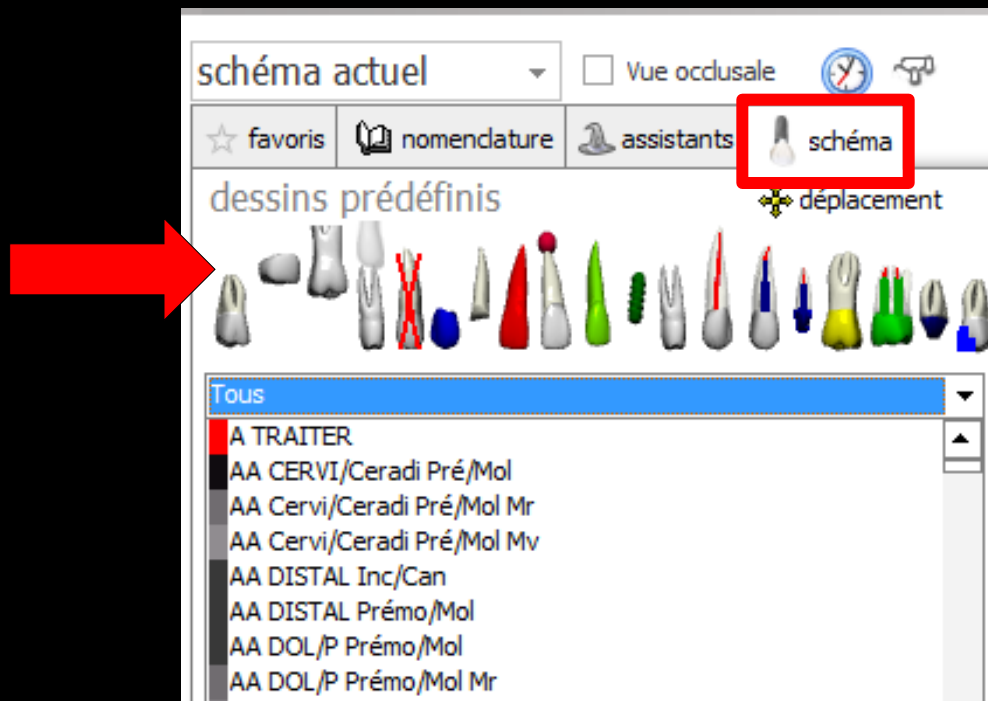 schéma actuel
Vue occlusale
favoris
nomenclature
assistants
schéma
dessins prédéfinis
déplacement
Tous
A TRAITER
AA CERVI/Ceradi Pré/Mol
AA Cervi/Ceradi Pré/Mol Mr
AA Cervi/Ceradi Pré/Mol Mv
AA DISTAL Inc/Can
AA DISTAL Prémo/Mol
AA DOL/P Prémo/Mol
AA DOL/P Prémo/Mol Mr